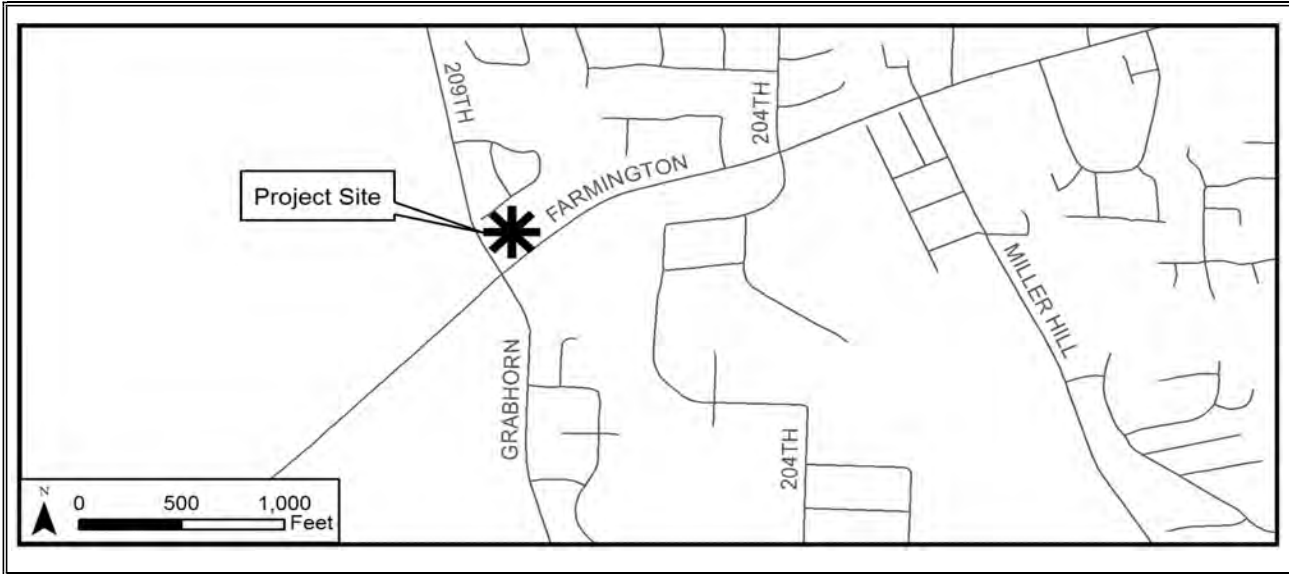 209TH
204TH
FARMINGTON
Project Site
MILLER HILL
GRABHORN
204TH
N
0 500 1,000
Feet